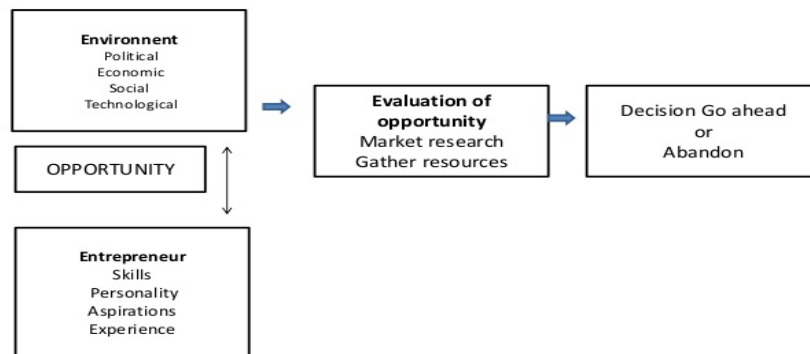 Environnent
Political
Economic
Social
Technological
OPPORTUNITY
Entrepreneur
Skills
Personality
Aspirations
Experience
Evaluation of
opportunity
Market research
Gather resources
Decision Go ahead
or
Abandon